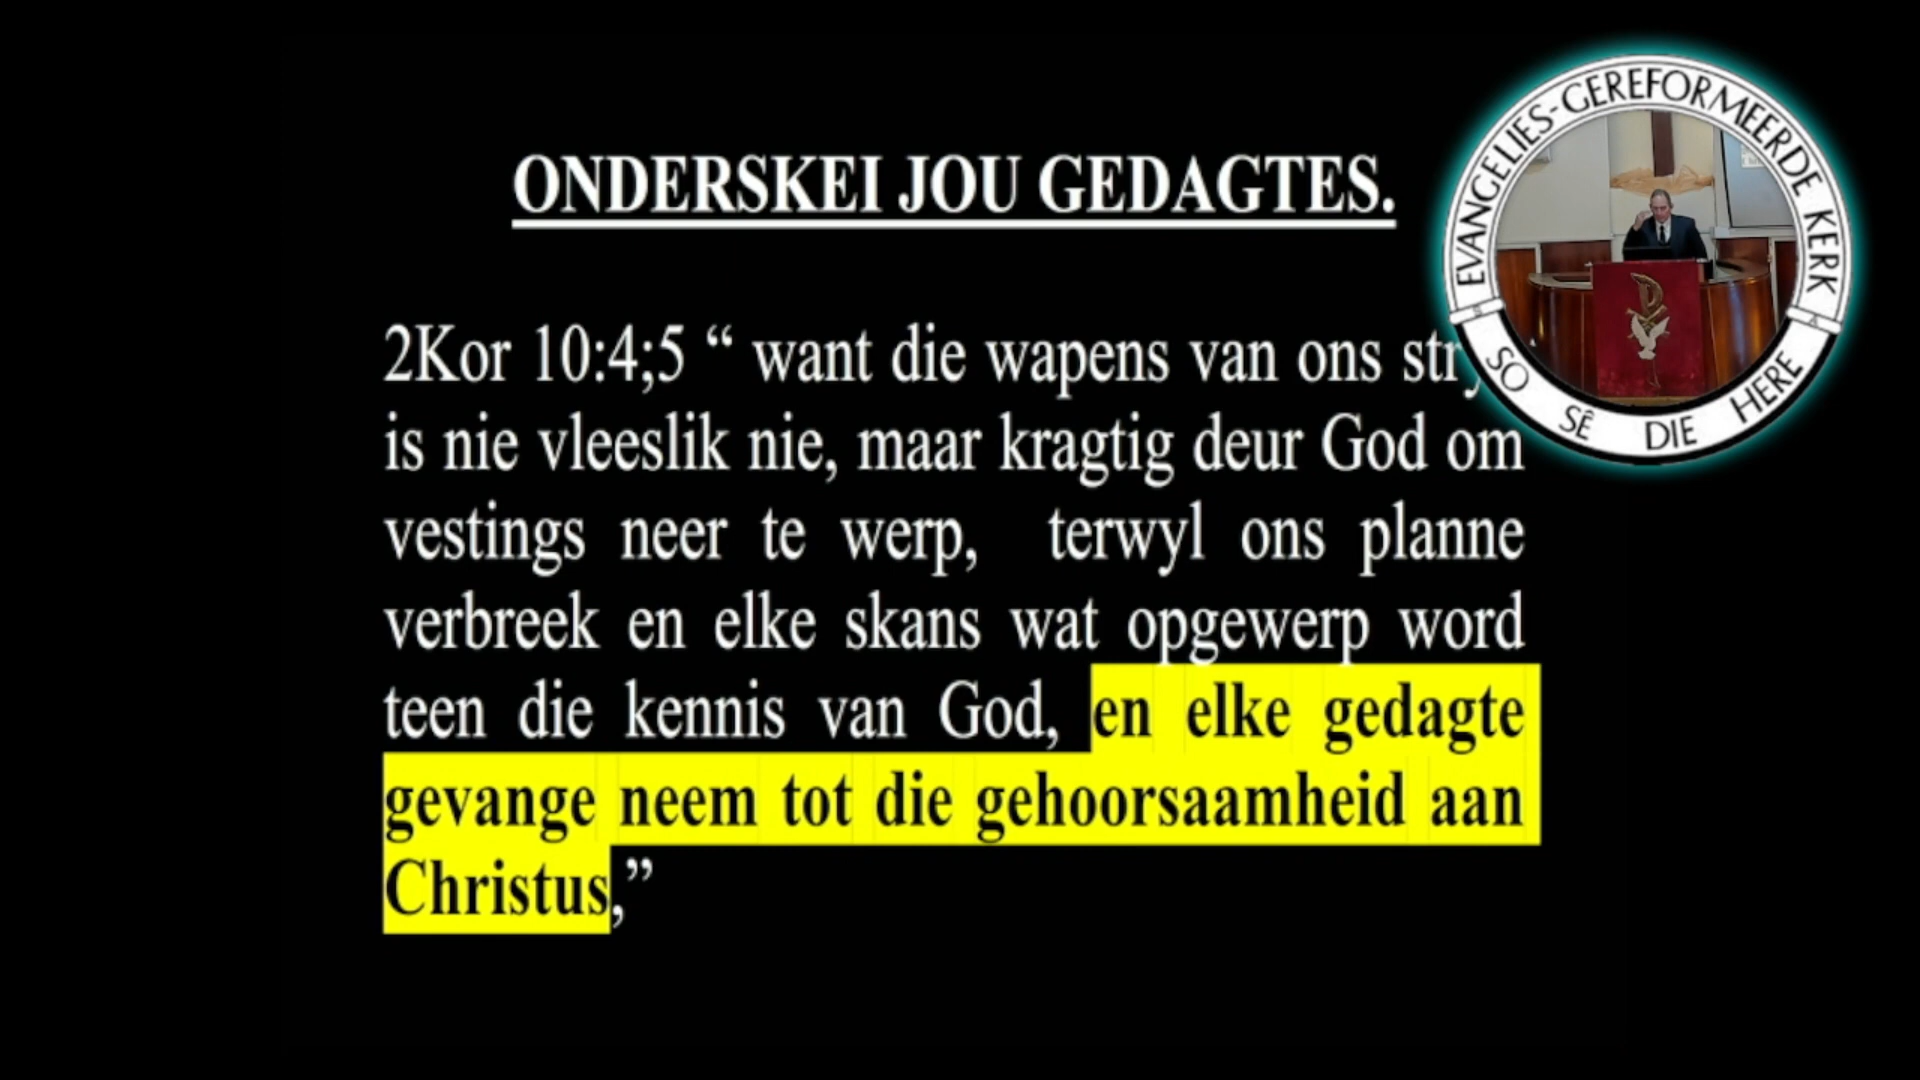 ONDERSKEI JOU GEDAGTES.
EVANGELIES-GEREFORMEERDE KERK
SO SÊ DIE HERE
2Kor 10:4;5 “ want die wapens van ons
is nie vleeslik nie, maar kragtig deur God om
vestings neer te werp, terwyl ons planne
verbreek en elke skans wat opgewerp word
teen die kennis van God, en elke gedagte
gevange neem tot die gehoorsaamheid aan
Christus,”